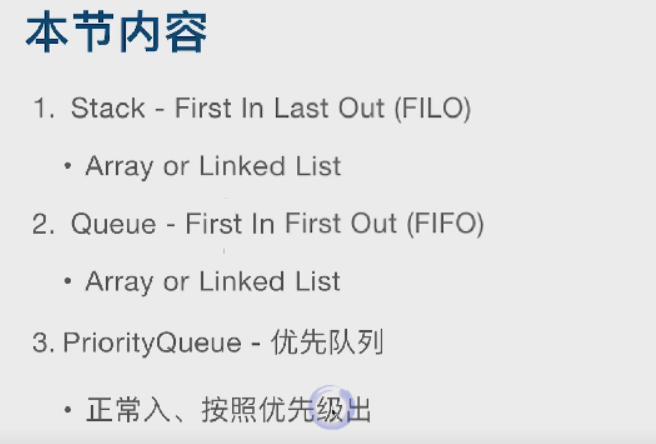 本节内容
1. Stack - First In Last Out (FILO)
• Array or Linked List
2. Queue - First In First Out (FIFO)
• Array or Linked List
3. PriorityQueue - 优先队列
• 正常入、按照优先级出